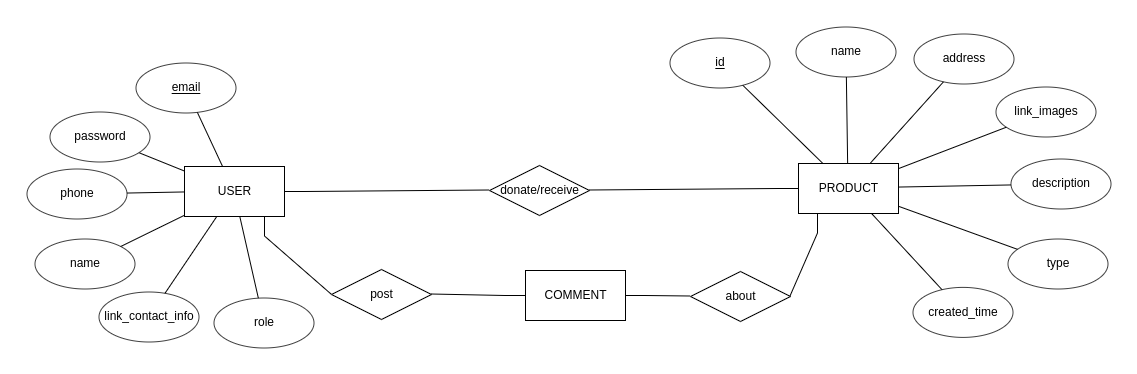 id
name
address
email
link_images
password
USER
donate/receive
PRODUCT
description
phone
name
type
link_contact_info
role
post
COMMENT
about
created_time